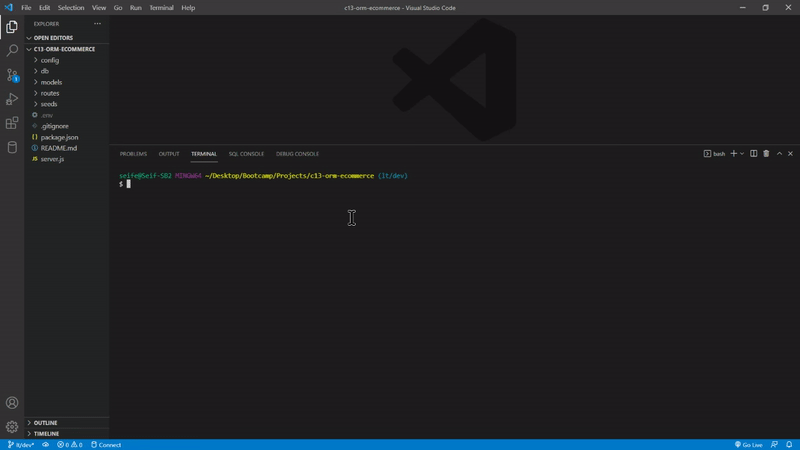 File Edit Selection View Go Run Terminal Help
c13-orm-ecommerce - Visual Studio Code
EXPLORER
OPEN EDITORS
C13-ORM-ECOMMERCE
config
db
models
routes
seeds
.env
.gitignore
package.json
README.md
server.js
OUTLINE
TIMELINE
PROBLEMS OUTPUT TERMINAL SQL CONSOLE DEBUG CONSOLE
bash
seife@Seif-SD2 MINGW64 ~/Desktop/Bootcamp/Projects/c13-orm-ecommerce (lt/dev)
$
1
lt/dev* 0 0 Connect
Go Live